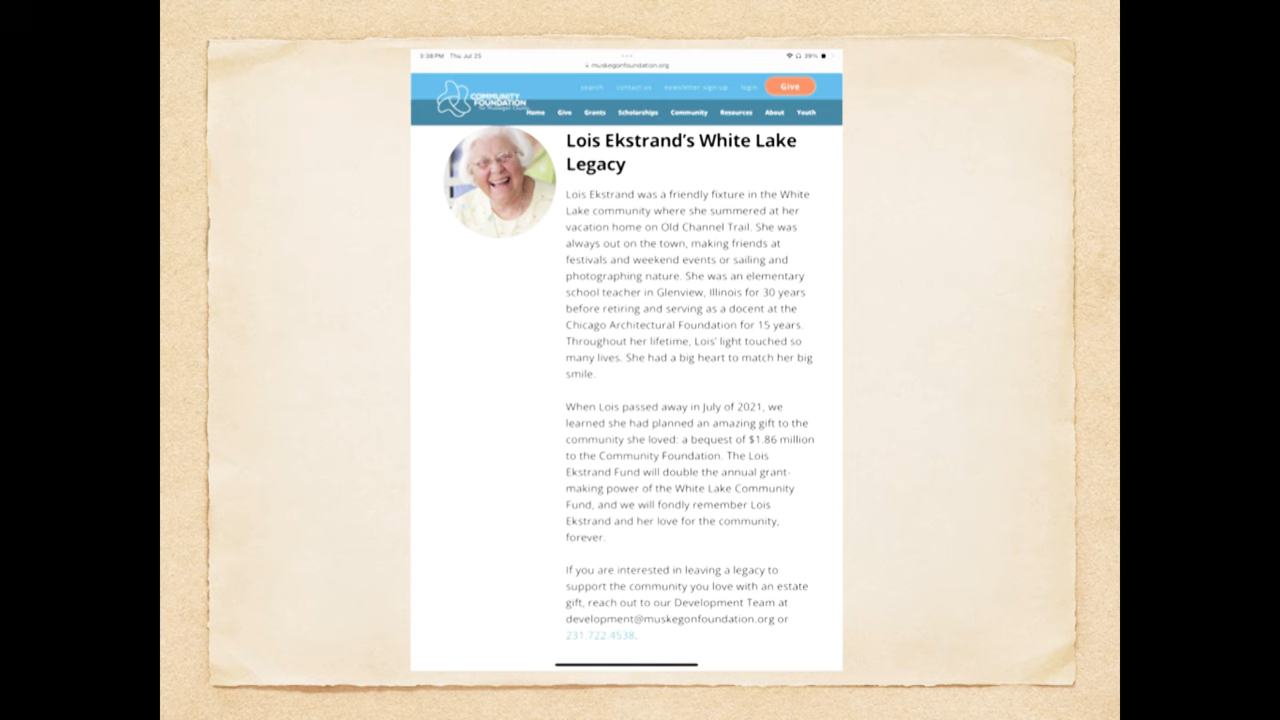 3:38 PM Thu Jul 25
39%
muskegonfoundation.org
search contact us newsletter sign-up login Give
COMMUNITY
FOUNDATION
for Muskegon County
Home Give Grants Scholarships Community Resources About Youth
Lois Ekstrand's White Lake
Legacy
Lois Ekstrand was a friendly fixture in the White
Lake community where she summered at her
vacation home on Old Channel Trail. She was
always out on the town, making friends at
festivals and weekend events or sailing and
photographing nature. She was an elementary
school teacher in Glenview, Illinois for 30 years
before retiring and serving as a docent at the
Chicago Architectural Foundation for 15 years.
Throughout her lifetime, Lois' light touched so
many lives. She had a big heart to match her big
smile.
When Lois passed away in July of 2021, we
learned she had planned an amazing gift to the
community she loved: a bequest of $1.86 million
to the Community Foundation. The Lois
Ekstrand Fund will double the annual grant-
making power of the White Lake Community
Fund, and we will fondly remember Lois
Ekstrand and her love for the community,
forever.
If you are interested in leaving a legacy to
support the community you love with an estate
gift, reach out to our Development Team at
development@muskegonfoundation.org or
231.722.4538.